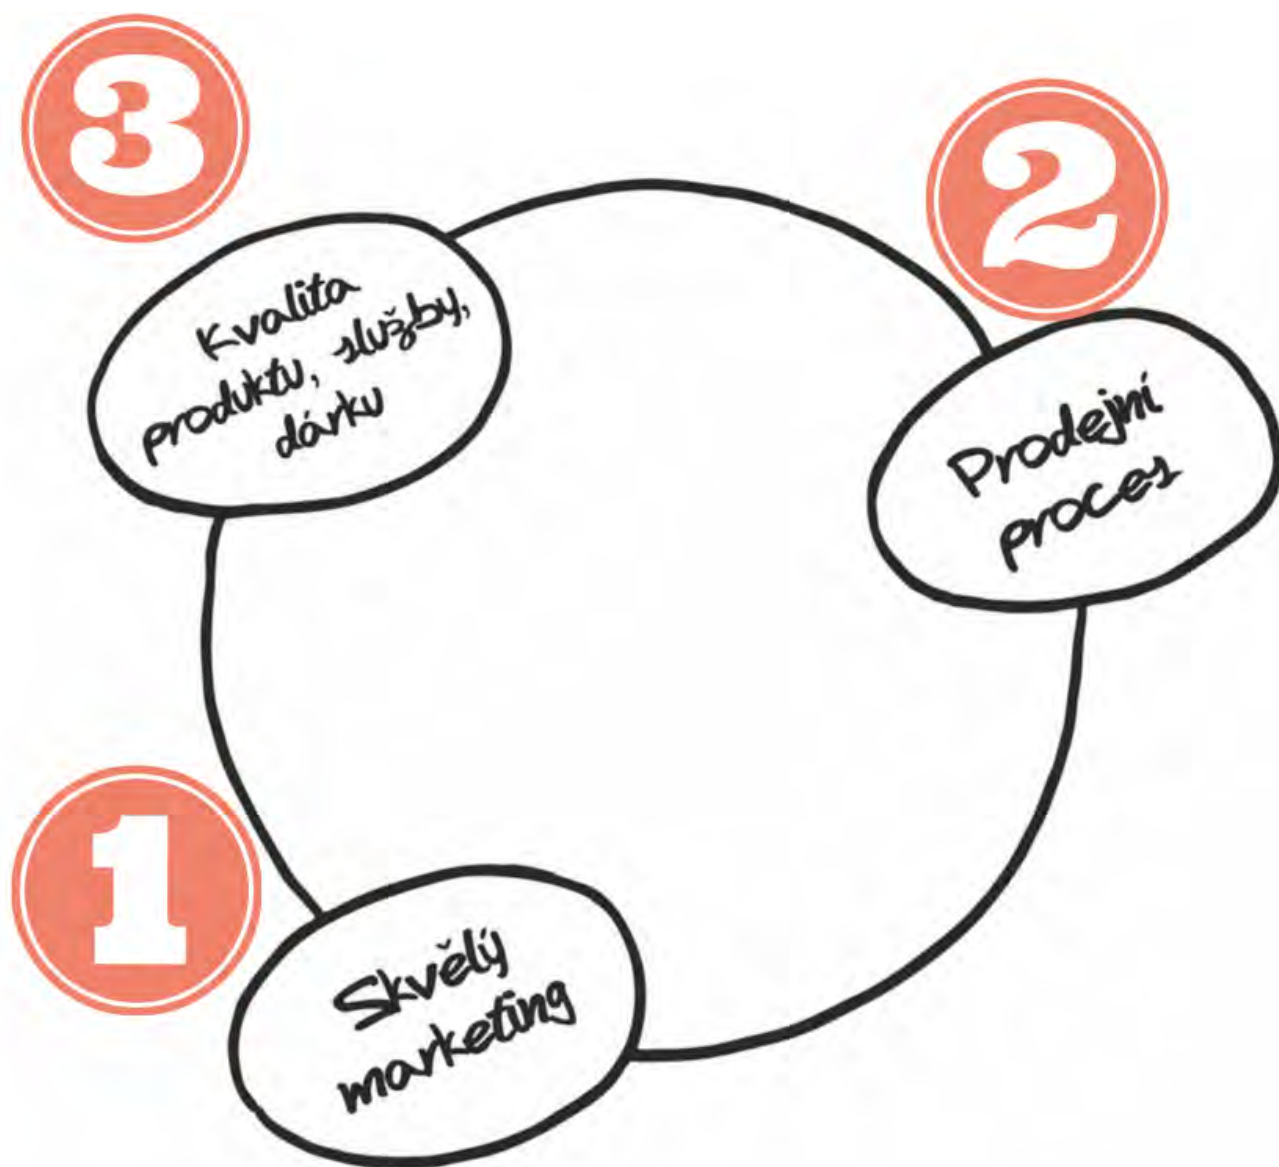 3
Kvalita
produktu, služby,
dárku
2
Prodejní
proces
1
Skvělý
marketing